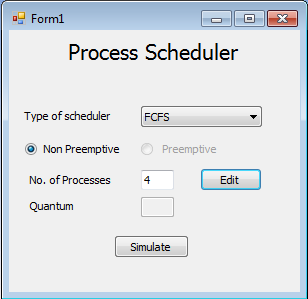 Form1
Process Scheduler
Type of scheduler FCFS
Non Preemptive Preemptive
No. of Processes 4 Edit
Quantum
Simulate